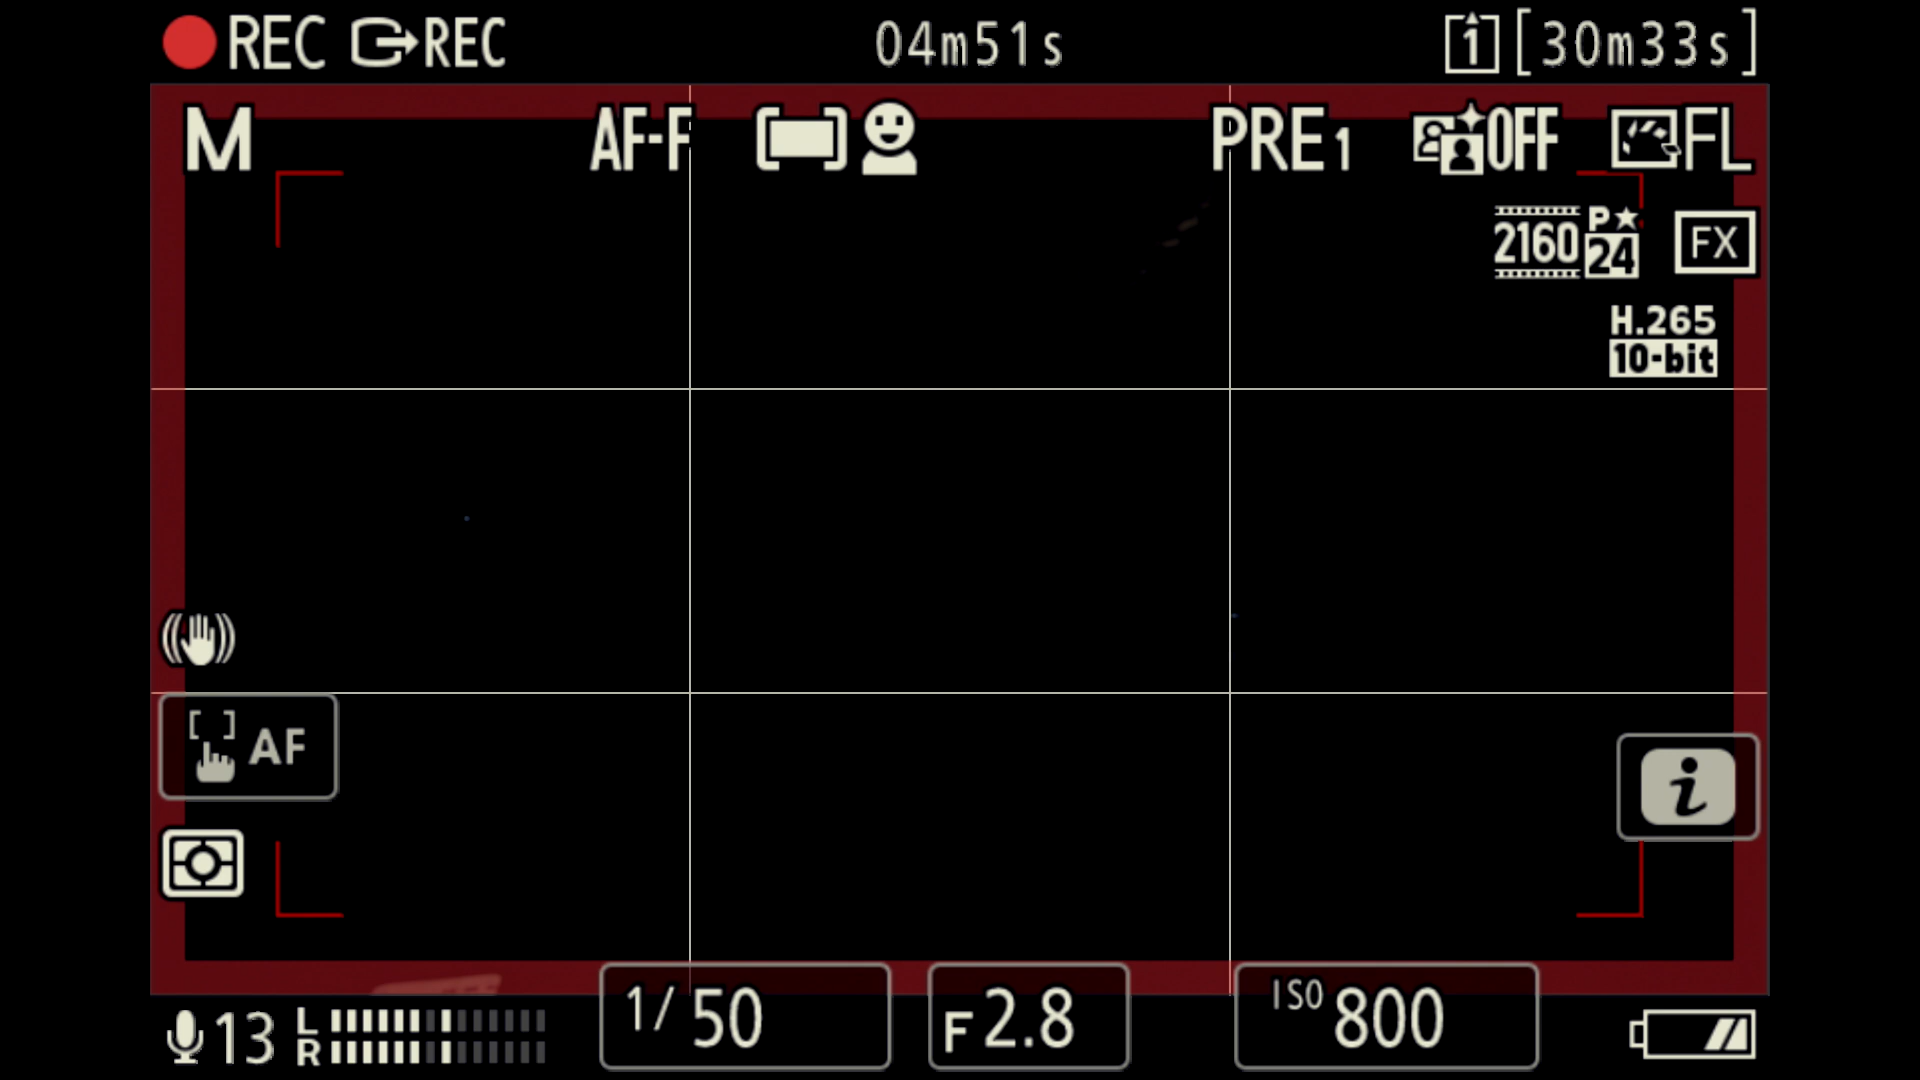 REC REC 04m51s 1 [30m33s]
M AF-F PRE1 OFF FL
2160 P★ 24 FX
H.265
10-bit
AF
i
13 L R 1/50 F2.8 ISO 800